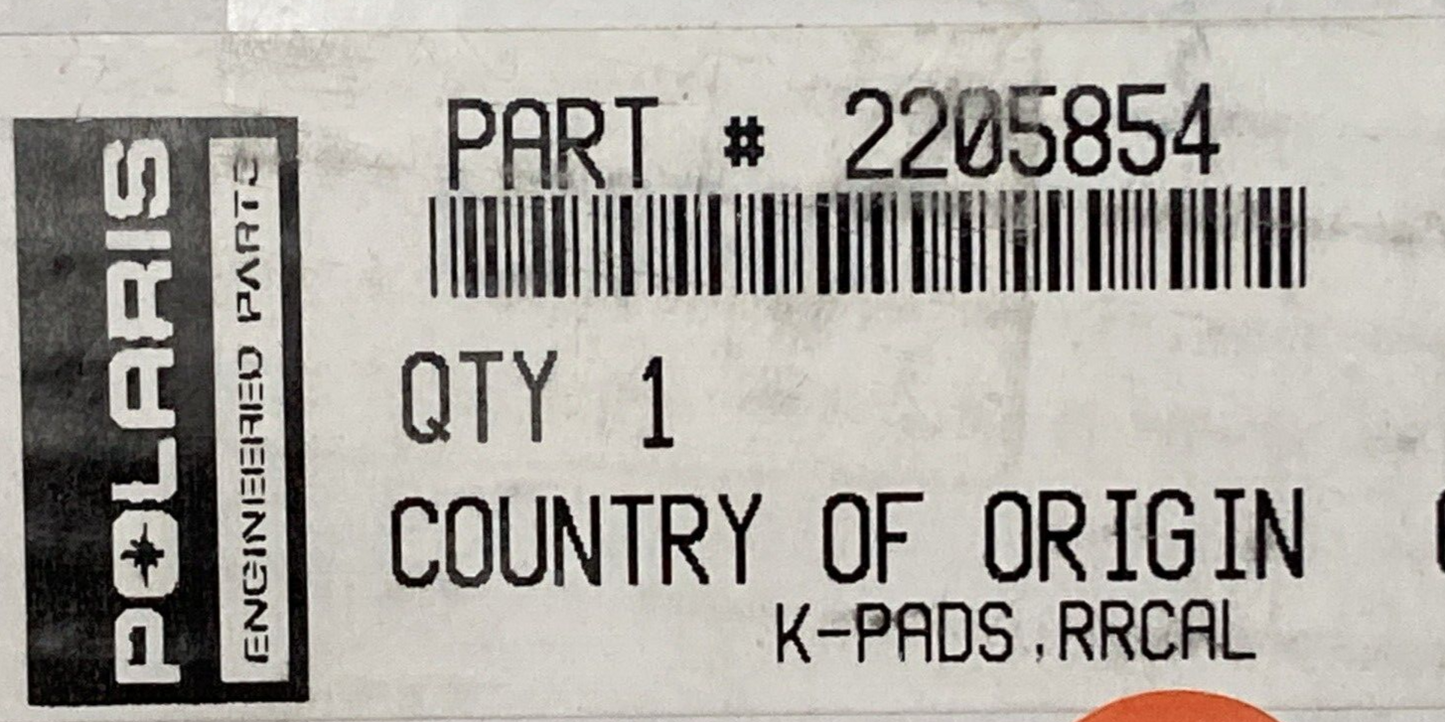 POLARIS
ENGINEERED PARTS
PART # 2205854
QTY 1
COUNTRY OF ORIGIN
K-PADS,RRCAL